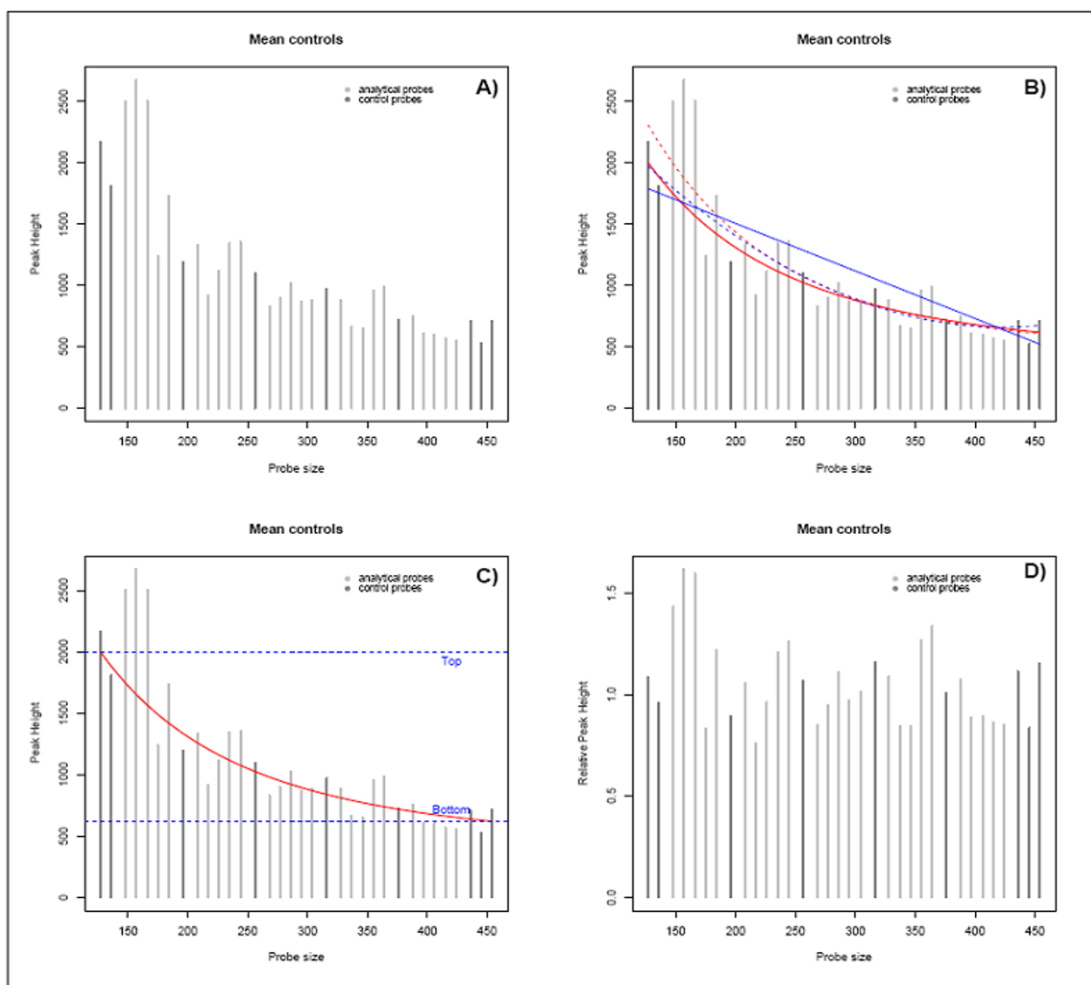 Mean controls
A)
analytical probes
control probes
Peak Height
0
500
1000
1500
2000
2500
150 200 250 300 350 400 450
Probe size
Mean controls
B)
analytical probes
control probes
Peak Height
0
500
1000
1500
2000
2500
150 200 250 300 350 400 450
Probe size
Mean controls
C)
analytical probes
control probes
Top
Bottom
Peak Height
0
500
1000
1500
2000
2500
150 200 250 300 350 400 450
Probe size
Mean controls
D)
analytical probes
control probes
Relative Peak Height
0.0
0.5
1.0
1.5
150 200 250 300 350 400 450
Probe size